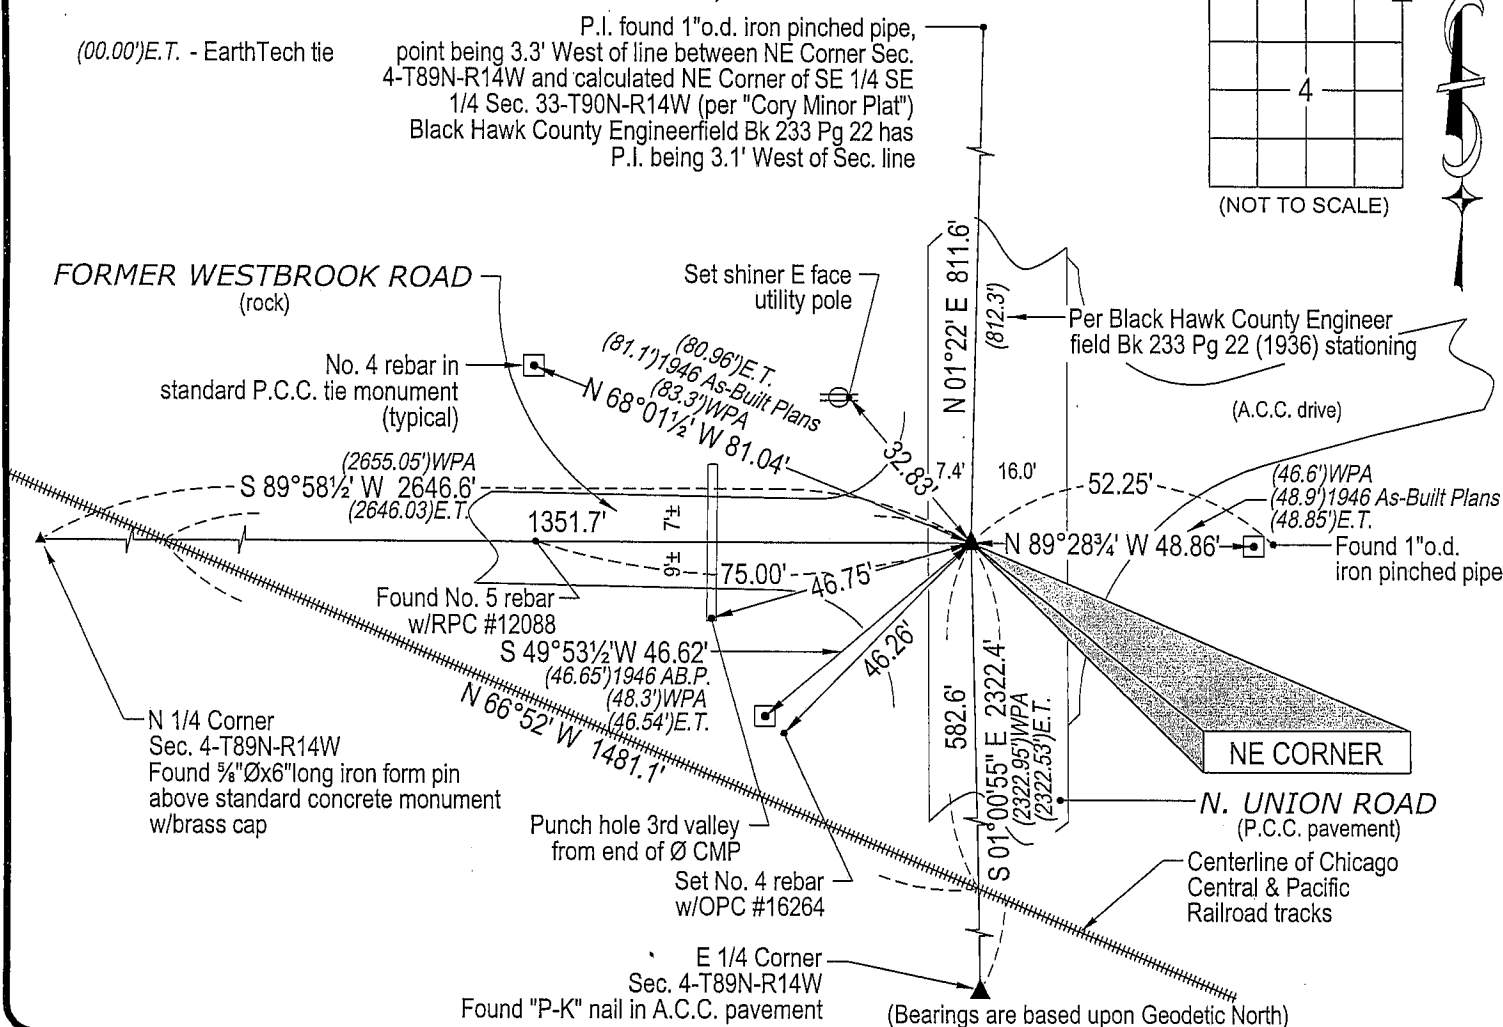 P.I. found 1"o.d. iron pinched pipe,
point being 3.3' West of line between NE Corner Sec.
4-T89N-R14W and calculated NE Corner of SE 1/4 SE
1/4 Sec. 33-T90N-R14W (per "Cory Minor Plat")
Black Hawk County Engineerfield Bk 233 Pg 22 has
P.I. being 3.1' West of Sec. line
(00.00')E.T. - EarthTech tie
4
(NOT TO SCALE)
FORMER WESTBROOK ROAD
(rock)
Set shiner E face
utility pole
N 01°22' E 811.6'
(812.3')
Per Black Hawk County Engineer
field Bk 233 Pg 22 (1936) stationing
(A.C.C. drive)
No. 4 rebar in
standard P.C.C. tie monument
(typical)
(80.96')E.T.
(81.1')1946 As-Built Plans
(83.3')WPA
N 68°01½' W 81.04'
32.83'
7.4'
16.0'
52.25'
(46.6')WPA
(48.9')1946 As-Built Plans
(48.85')E.T.
N 89°28¾' W 48.86'
Found 1"o.d.
iron pinched pipe
(2655.05')WPA
S 89°58½' W 2646.6'
(2646.03')E.T.
1351.7'
7'±
9'±
75.00'
46.75'
Found No. 5 rebar
w/RPC #12088
S 49°53½'W 46.62'
(46.65')1946 AB.P.
(48.3')WPA
(46.54')E.T.
46.26'
582.6'
S 01°00'55" E 2322.4'
(2322.95')WPA
(2322.53')E.T.
N 66°52' W 1481.1'
NE CORNER
N 1/4 Corner
Sec. 4-T89N-R14W
Found ⅝"Øx6"long iron form pin
above standard concrete monument
w/brass cap
N. UNION ROAD
(P.C.C. pavement)
Punch hole 3rd valley
from end of Ø CMP
Set No. 4 rebar
w/OPC #16264
Centerline of Chicago
Central & Pacific
Railroad tracks
E 1/4 Corner
Sec. 4-T89N-R14W
Found "P-K" nail in A.C.C. pavement
(Bearings are based upon Geodetic North)